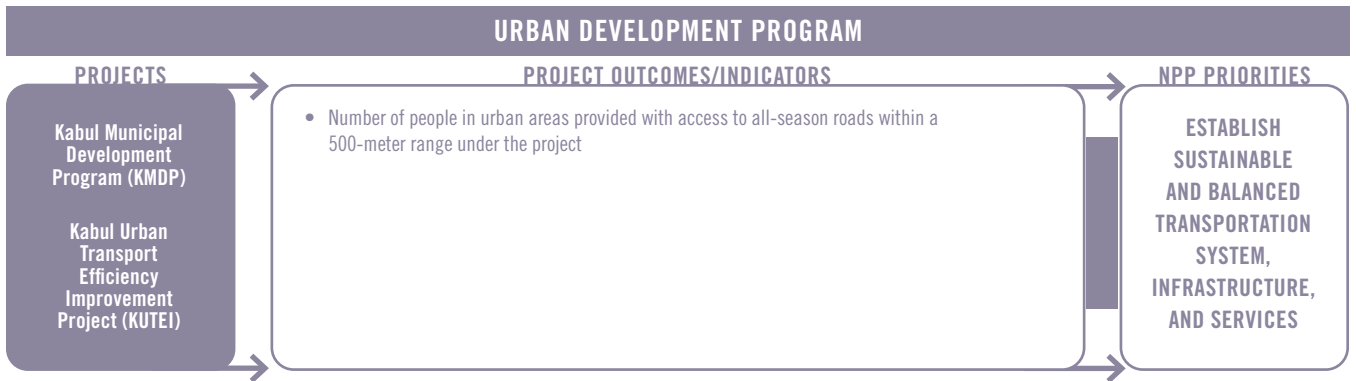 URBAN DEVELOPMENT PROGRAM
PROJECTS
PROJECT OUTCOMES/INDICATORS
NPP PRIORITIES
Kabul Municipal
Development
Program (KMDP)
Kabul Urban
Transport
Efficiency
Improvement
Project (KUTEI)
• Number of people in urban areas provided with access to all-season roads within a
500-meter range under the project
ESTABLISH
SUSTAINABLE
AND BALANCED
TRANSPORTATION
SYSTEM,
INFRASTRUCTURE,
AND SERVICES